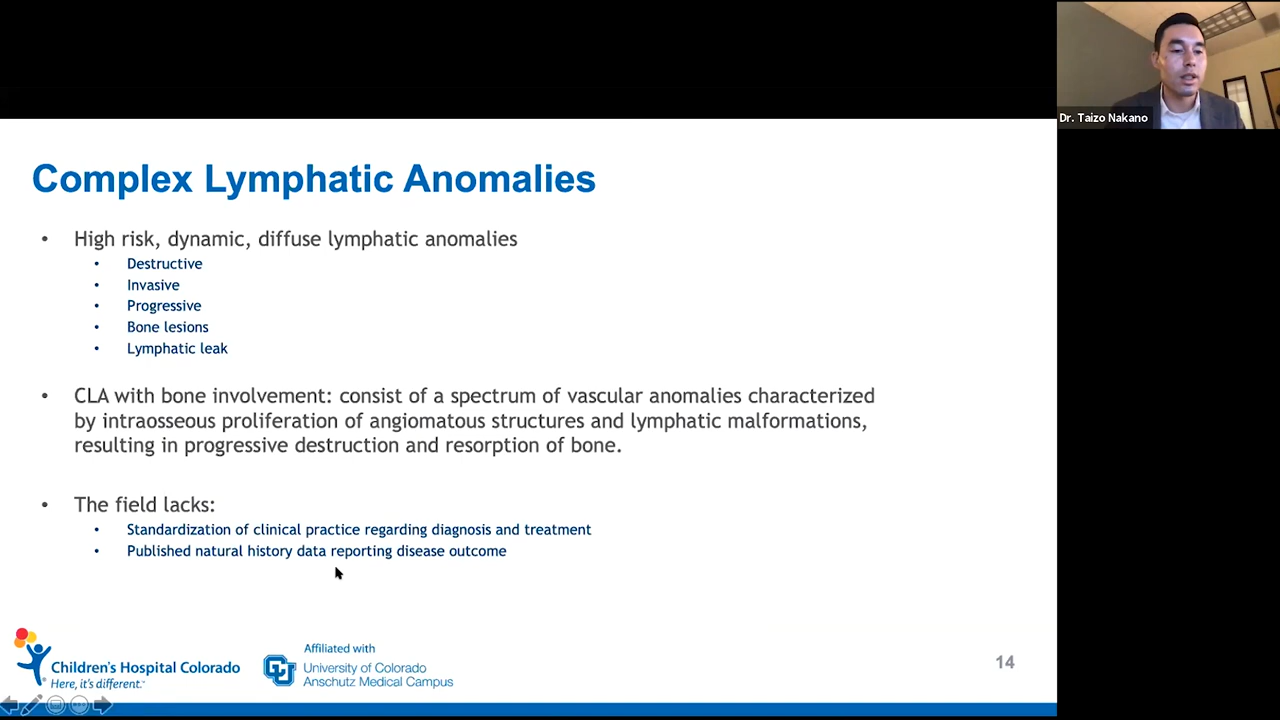 Dr. Taizo Nakano
Complex Lymphatic Anomalies
• High risk, dynamic, diffuse lymphatic anomalies
• Destructive
• Invasive
• Progressive
• Bone lesions
• Lymphatic leak
• CLA with bone involvement: consist of a spectrum of vascular anomalies characterized
by intraosseous proliferation of angiomatous structures and lymphatic malformations,
resulting in progressive destruction and resorption of bone.
• The field lacks:
• Standardization of clinical practice regarding diagnosis and treatment
• Published natural history data reporting disease outcome
Children's Hospital Colorado
Here, it's different.™
Affiliated with
University of Colorado
Anschutz Medical Campus
14